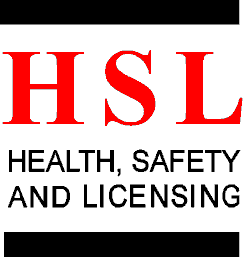 HSL
HEALTH, SAFETY
AND LICENSING